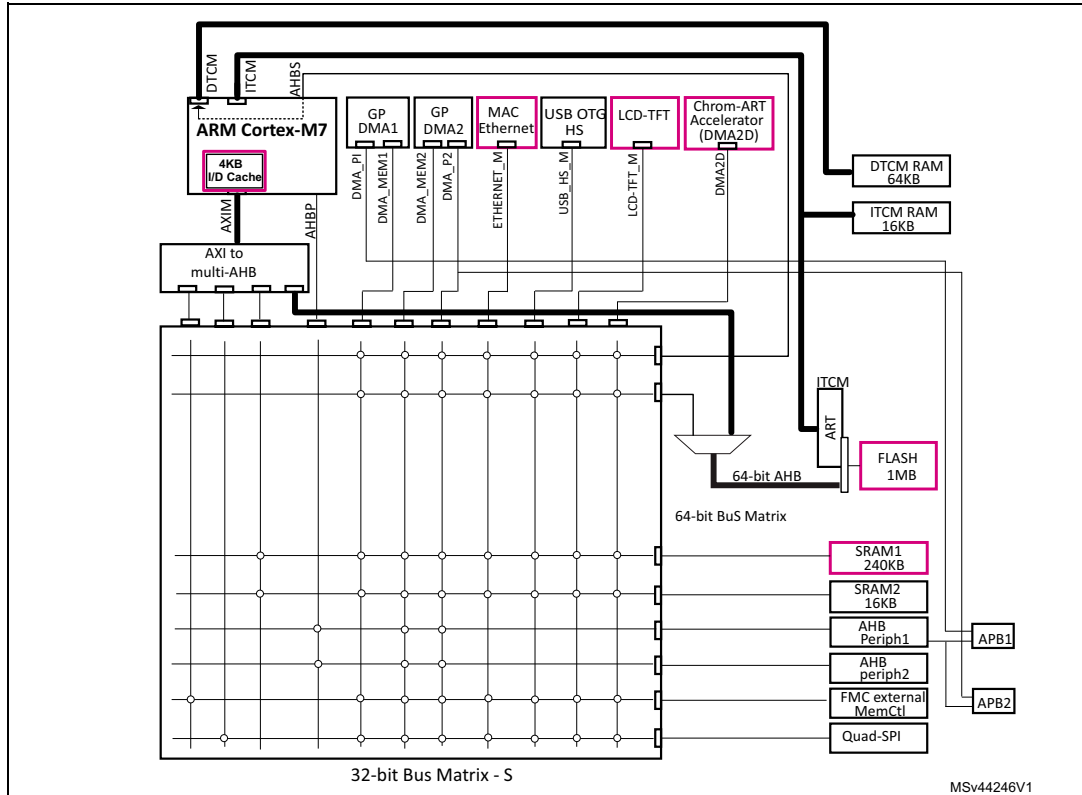 DTCM
ITCM
AHBS
ARM Cortex-M7
4KB
I/D Cache
AXIM
AHBP
GP
DMA1
GP
DMA2
MAC
Ethernet
USB OTG
HS
LCD-TFT
Chrom-ART
Accelerator
(DMA2D)
DMA_PI
DMA_MEM1
DMA_MEM2
DMA_P2
ETHERNET_M
USB_HS_M
LCD-TFT_M
DMA2D
DTCM RAM
64KB
ITCM RAM
16KB
AXI to
multi-AHB
ITCM
ART
FLASH
1MB
64-bit AHB
64-bit BuS Matrix
SRAM1
240KB
SRAM2
16KB
AHB
Periph1
AHB
periph2
FMC external
MemCtl
Quad-SPI
APB1
APB2
32-bit Bus Matrix - S
MSv44246V1